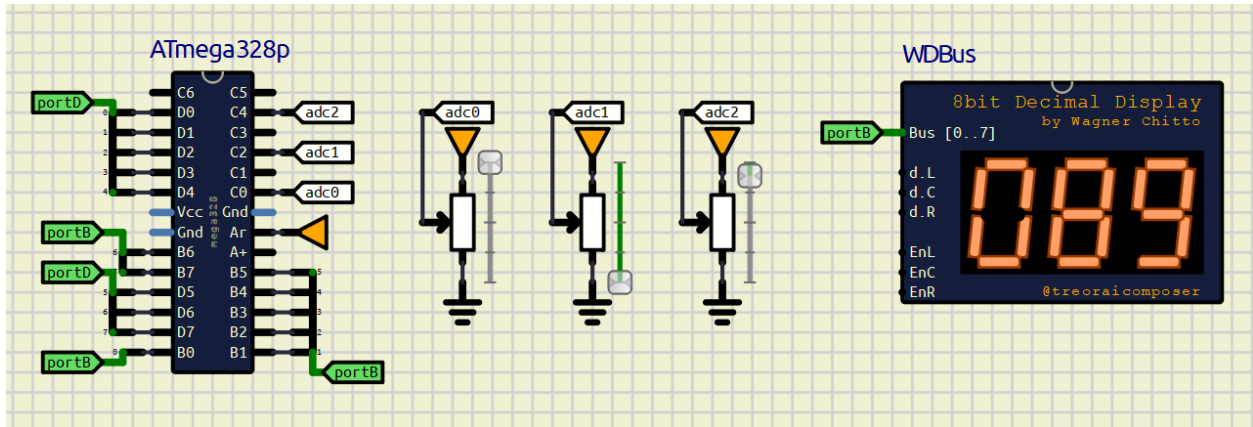 ATmega328p
portD
C6
C5
0
D0
C4
adc2
1
D1
C3
2
D2
C2
adc1
3
D3
C1
4
D4
C0
adc0
Vcc
Gnd
Gnd
Ar
portB
6
B6
A+
7
B7
B5
5
portD
5
D5
B4
4
6
D6
B3
3
7
D7
B2
2
portB
0
B0
B1
1
portB
mega328
adc0
adc1
adc2
WDBus
8bit Decimal Display
by Wagner Chitto
portB
Bus [0..7]
d.L
d.C
d.R
EnL
EnC
EnR
089
@treoraicomposer